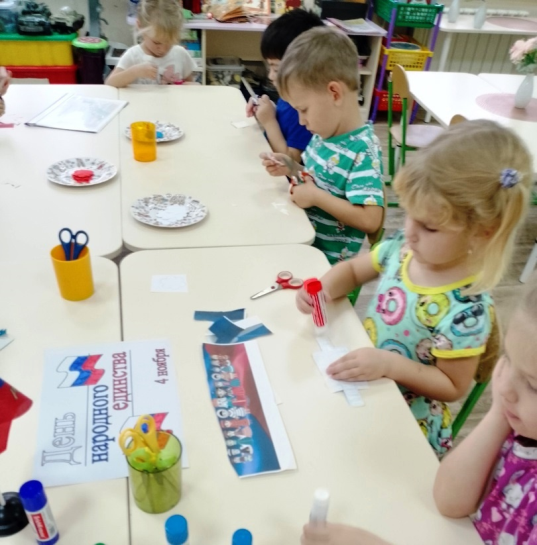 День
народного
единства
4 ноября